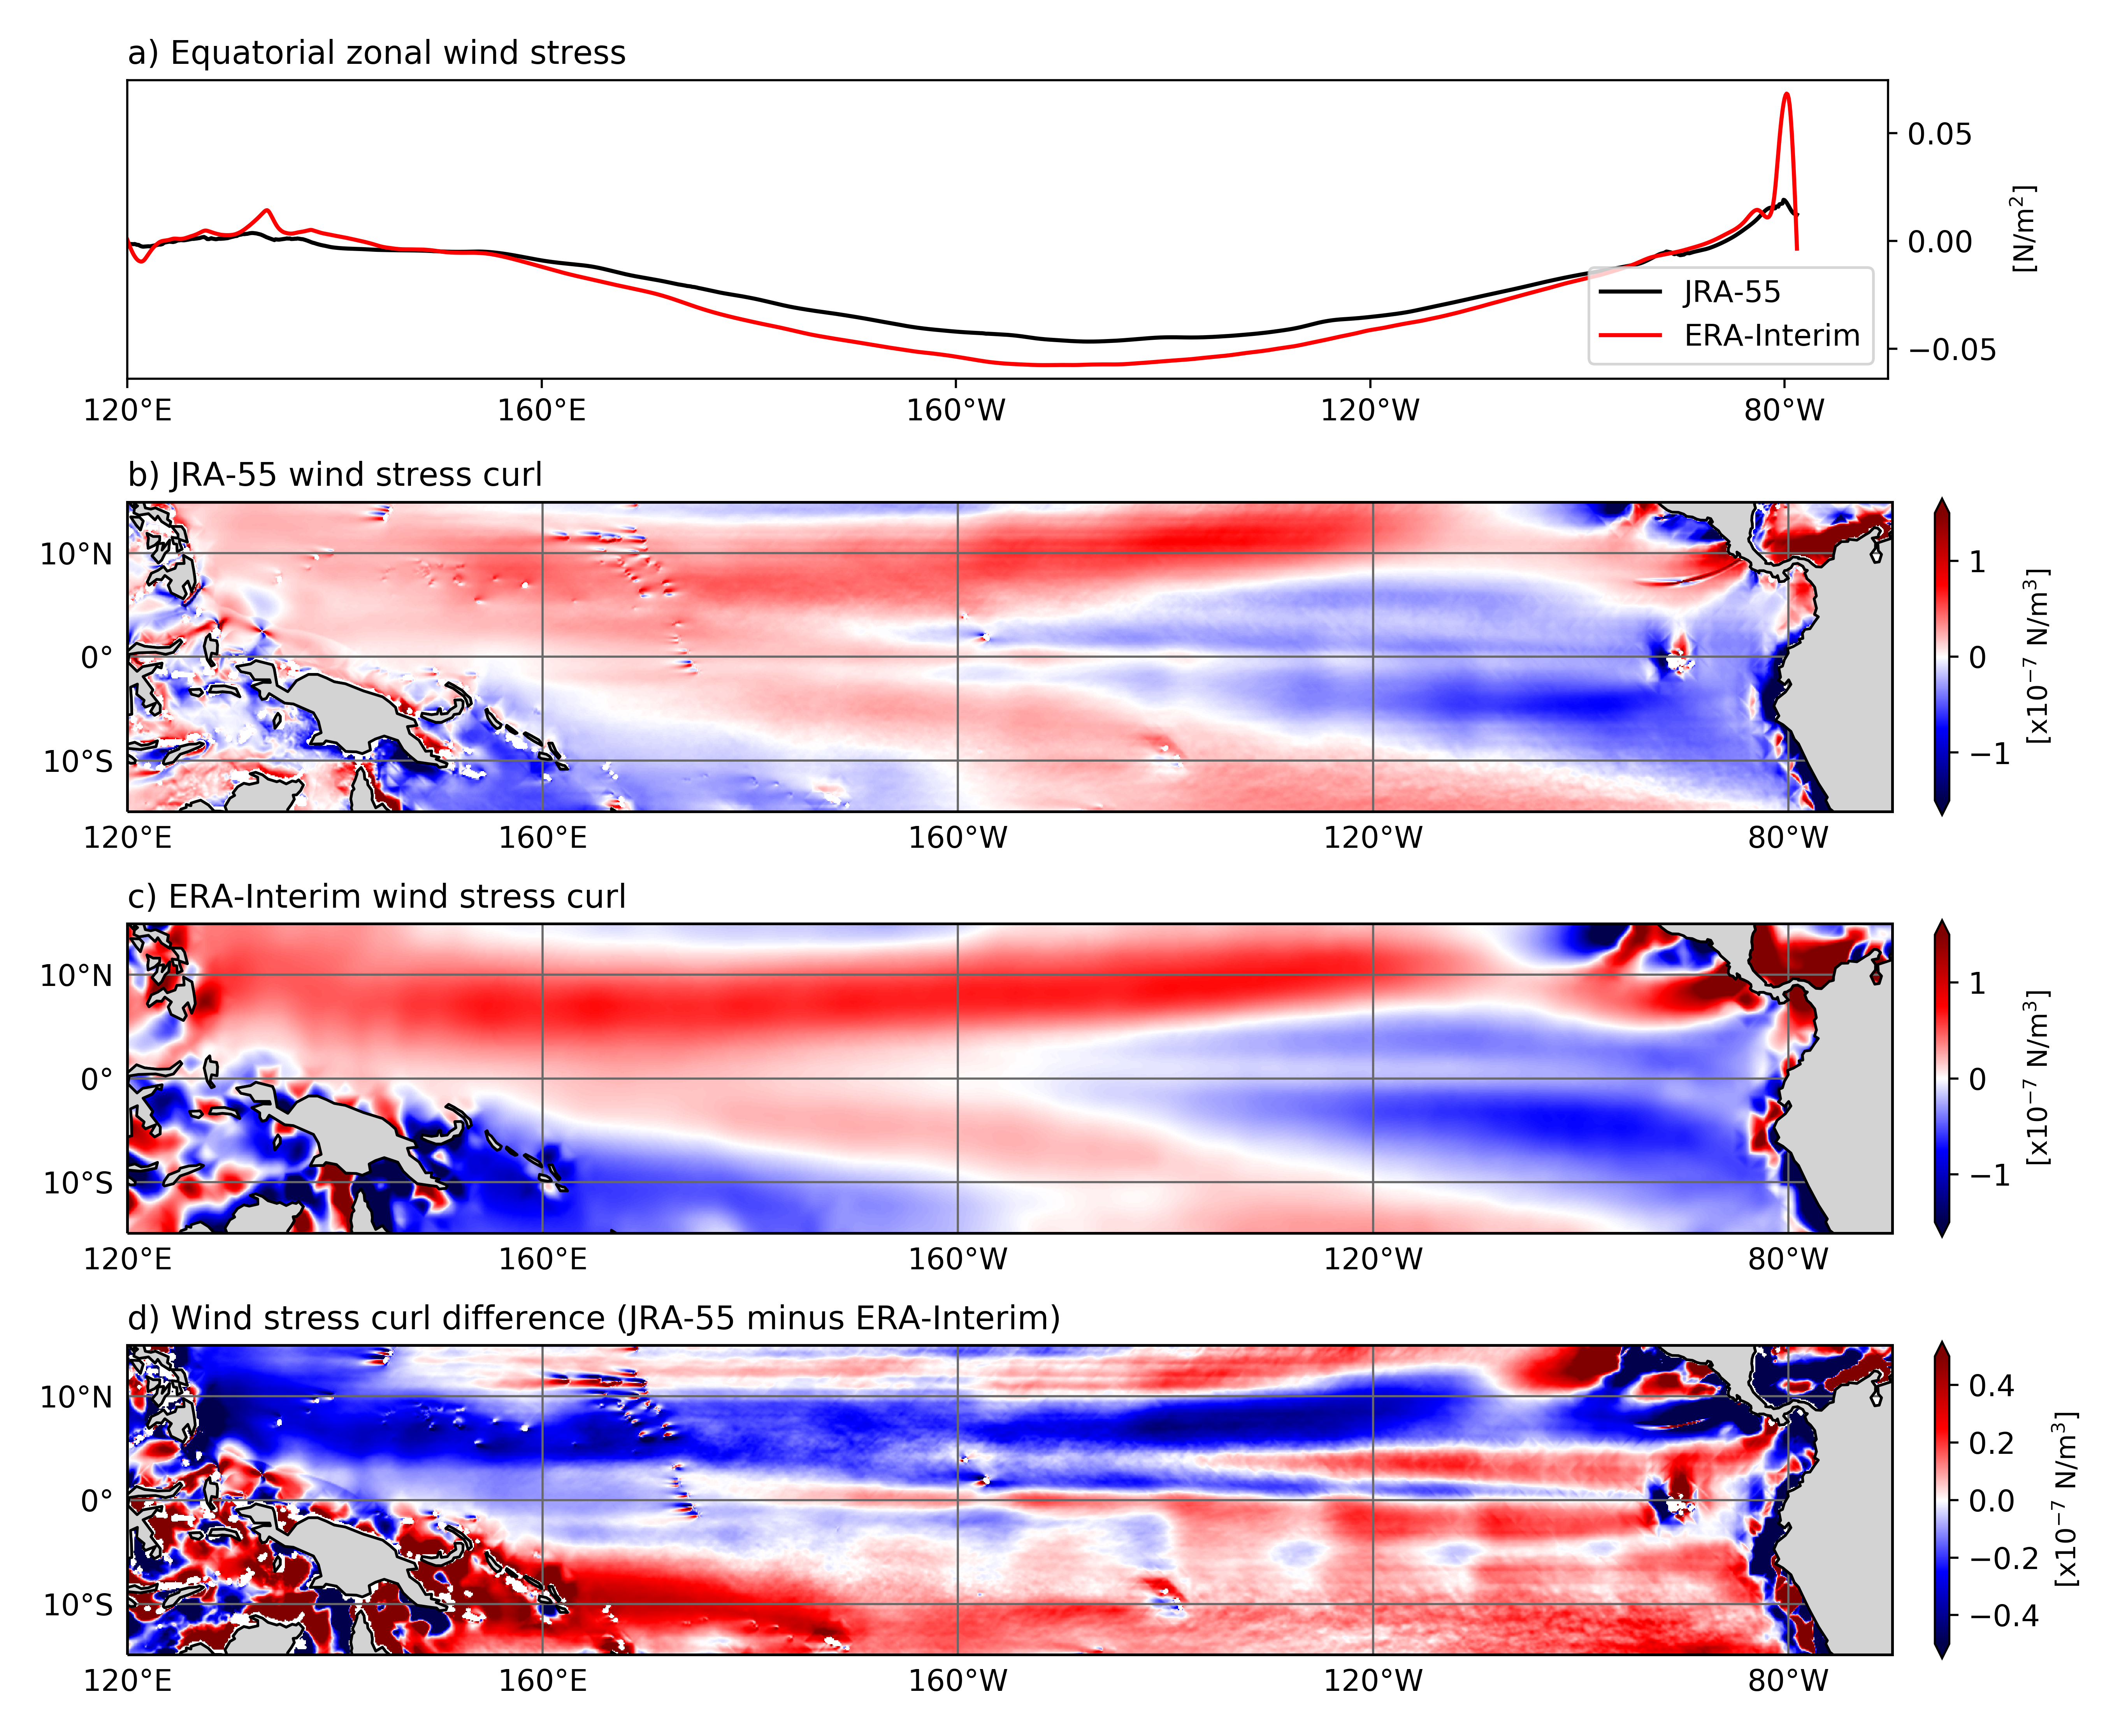 a) Equatorial zonal wind stress
0.05
0.00
−0.05
[N/m²]
JRA-55
ERA-Interim
120°E 160°E 160°W 120°W 80°W
b) JRA-55 wind stress curl
10°N
0°
10°S
120°E 160°E 160°W 120°W 80°W
1
0
−1
[x10⁻⁷ N/m³]
c) ERA-Interim wind stress curl
10°N
0°
10°S
120°E 160°E 160°W 120°W 80°W
1
0
−1
[x10⁻⁷ N/m³]
d) Wind stress curl difference (JRA-55 minus ERA-Interim)
10°N
0°
10°S
120°E 160°E 160°W 120°W 80°W
0.4
0.2
0.0
−0.2
−0.4
[x10⁻⁷ N/m³]